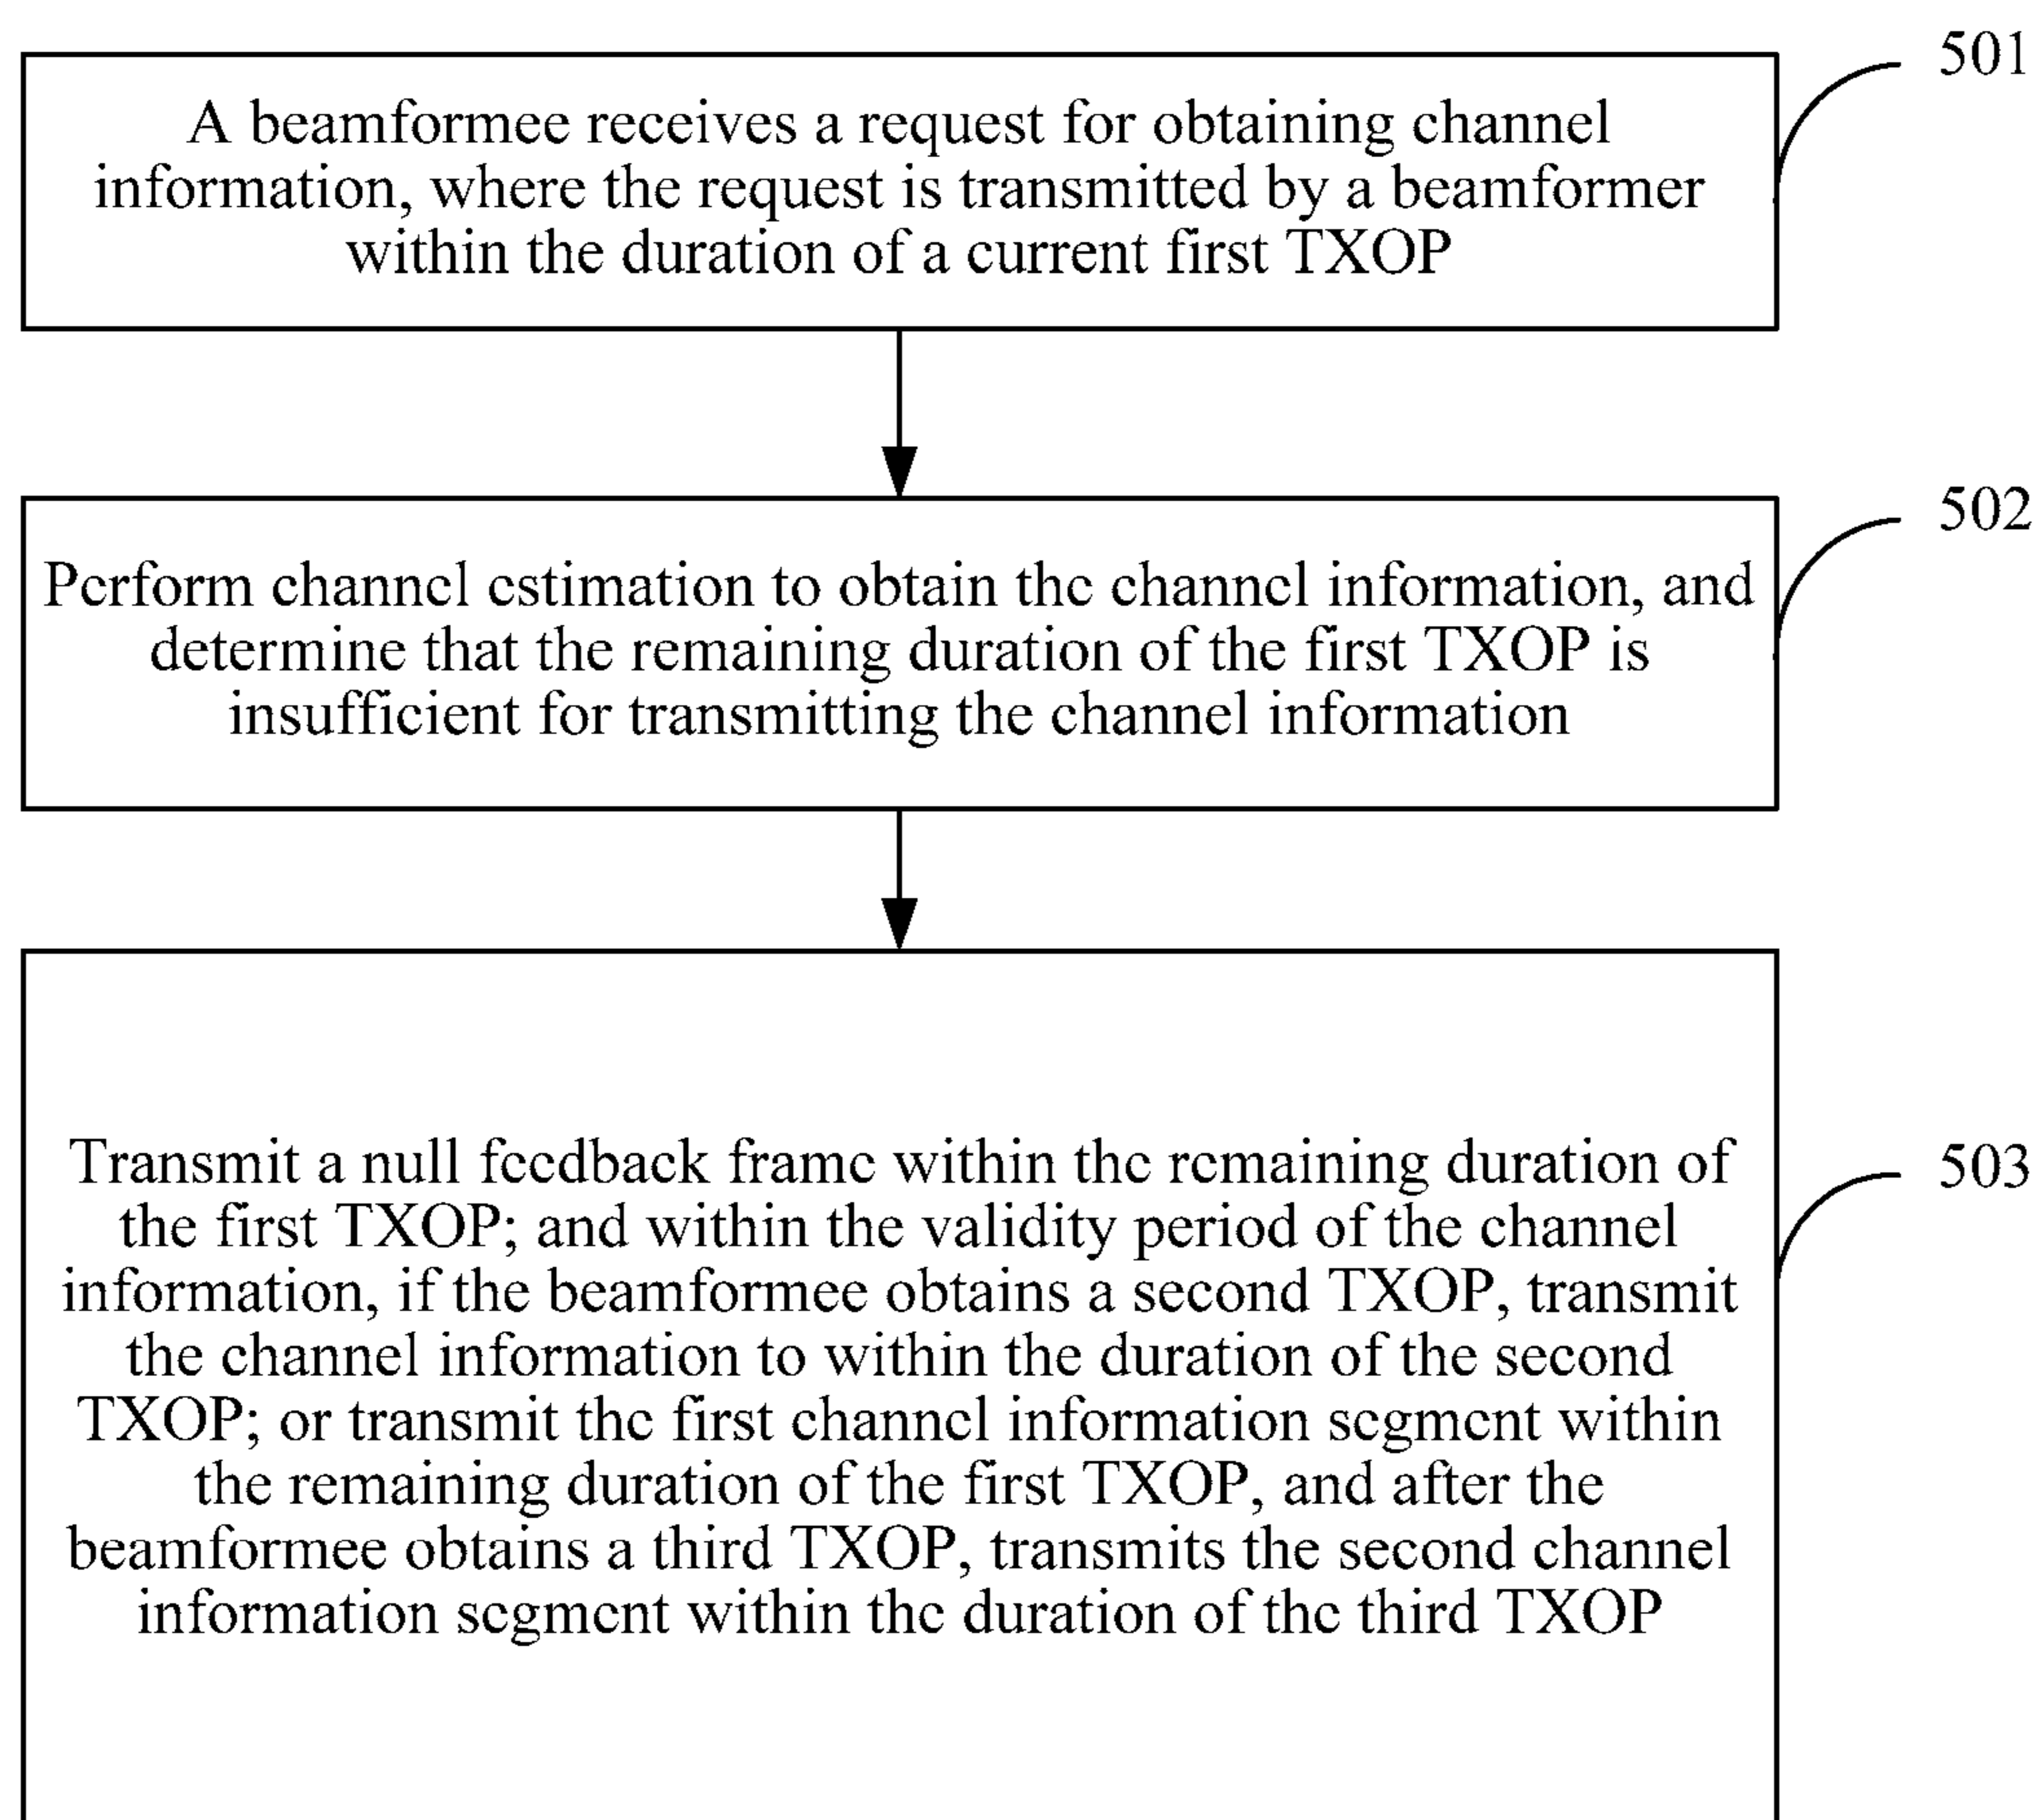 501
A beamformee receives a request for obtaining channel
information, where the request is transmitted by a beamformer
within the duration of a current first TXOP
502
Perform channel estimation to obtain the channel information, and
determine that the remaining duration of the first TXOP is
insufficient for transmitting the channel information
503
Transmit a null feedback frame within the remaining duration of
the first TXOP; and within the validity period of the channel
information, if the beamformee obtains a second TXOP, transmit
the channel information to within the duration of the second
TXOP; or transmit the first channel information segment within
the remaining duration of the first TXOP, and after the
beamformee obtains a third TXOP, transmits the second channel
information segment within the duration of the third TXOP